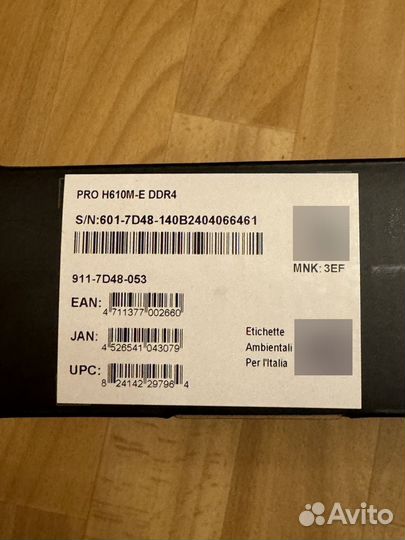 PRO H610M-E DDR4
S/N:601-7D48-140B2404066461
MNK: 3EF
911-7D48-053
EAN:
4 711377 002660
JAN:
4 526541 043079
UPC:
8 24142 29796 4
Etichette
Ambientali
Per l'Italia
Avito